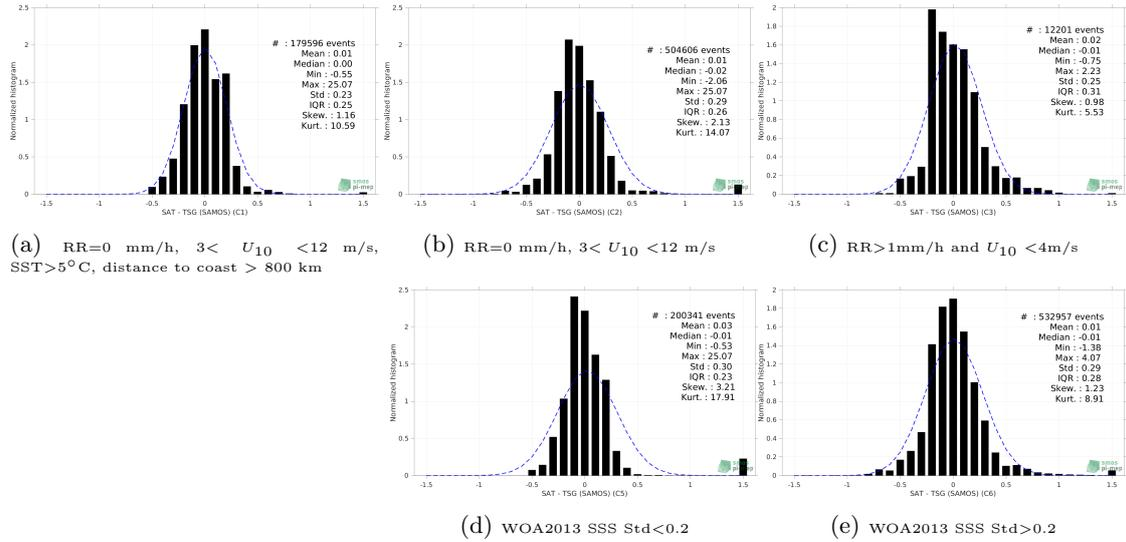 2.5
2
1.5
1
0.5
0
-1.5 -1 -0.5 0 0.5 1 1.5
Normalized histogram
SAT - TSG (SAMOS) (C1)
# : 179596 events
Mean : 0.01
Median : 0.00
Min : -0.55
Max : 25.07
Std : 0.23
IQR : 0.25
Skew. : 1.16
Kurt. : 10.59
smos
pi-mep
(a) RR=0 mm/h, 3< U10 <12 m/s,
SST>5°C, distance to coast > 800 km
2.5
2
1.5
1
0.5
0
-1.5 -1 -0.5 0 0.5 1 1.5
Normalized histogram
SAT - TSG (SAMOS) (C2)
# : 504606 events
Mean : 0.01
Median : -0.02
Min : -2.06
Max : 25.07
Std : 0.29
IQR : 0.26
Skew. : 2.13
Kurt. : 14.07
smos
pi-mep
(b) RR=0 mm/h, 3< U10 <12 m/s
2
1.8
1.6
1.4
1.2
1
0.8
0.6
0.4
0.2
0
-1.5 -1 -0.5 0 0.5 1 1.5
Normalized histogram
SAT - TSG (SAMOS) (C3)
# : 12201 events
Mean : 0.02
Median : -0.01
Min : -0.75
Max : 2.23
Std : 0.25
IQR : 0.31
Skew. : 0.98
Kurt. : 5.53
smos
pi-mep
(c) RR>1mm/h and U10 <4m/s
2.5
2
1.5
1
0.5
0
-1.5 -1 -0.5 0 0.5 1 1.5
Normalized histogram
SAT - TSG (SAMOS) (C5)
# : 200341 events
Mean : 0.03
Median : -0.01
Min : -0.53
Max : 25.07
Std : 0.30
IQR : 0.23
Skew. : 3.21
Kurt. : 17.91
smos
pi-mep
(d) WOA2013 SSS Std<0.2
2
1.8
1.6
1.4
1.2
1
0.8
0.6
0.4
0.2
0
-1.5 -1 -0.5 0 0.5 1 1.5
Normalized histogram
SAT - TSG (SAMOS) (C6)
# : 532957 events
Mean : 0.01
Median : -0.01
Min : -1.38
Max : 4.07
Std : 0.29
IQR : 0.28
Skew. : 1.23
Kurt. : 8.91
smos
pi-mep
(e) WOA2013 SSS Std>0.2